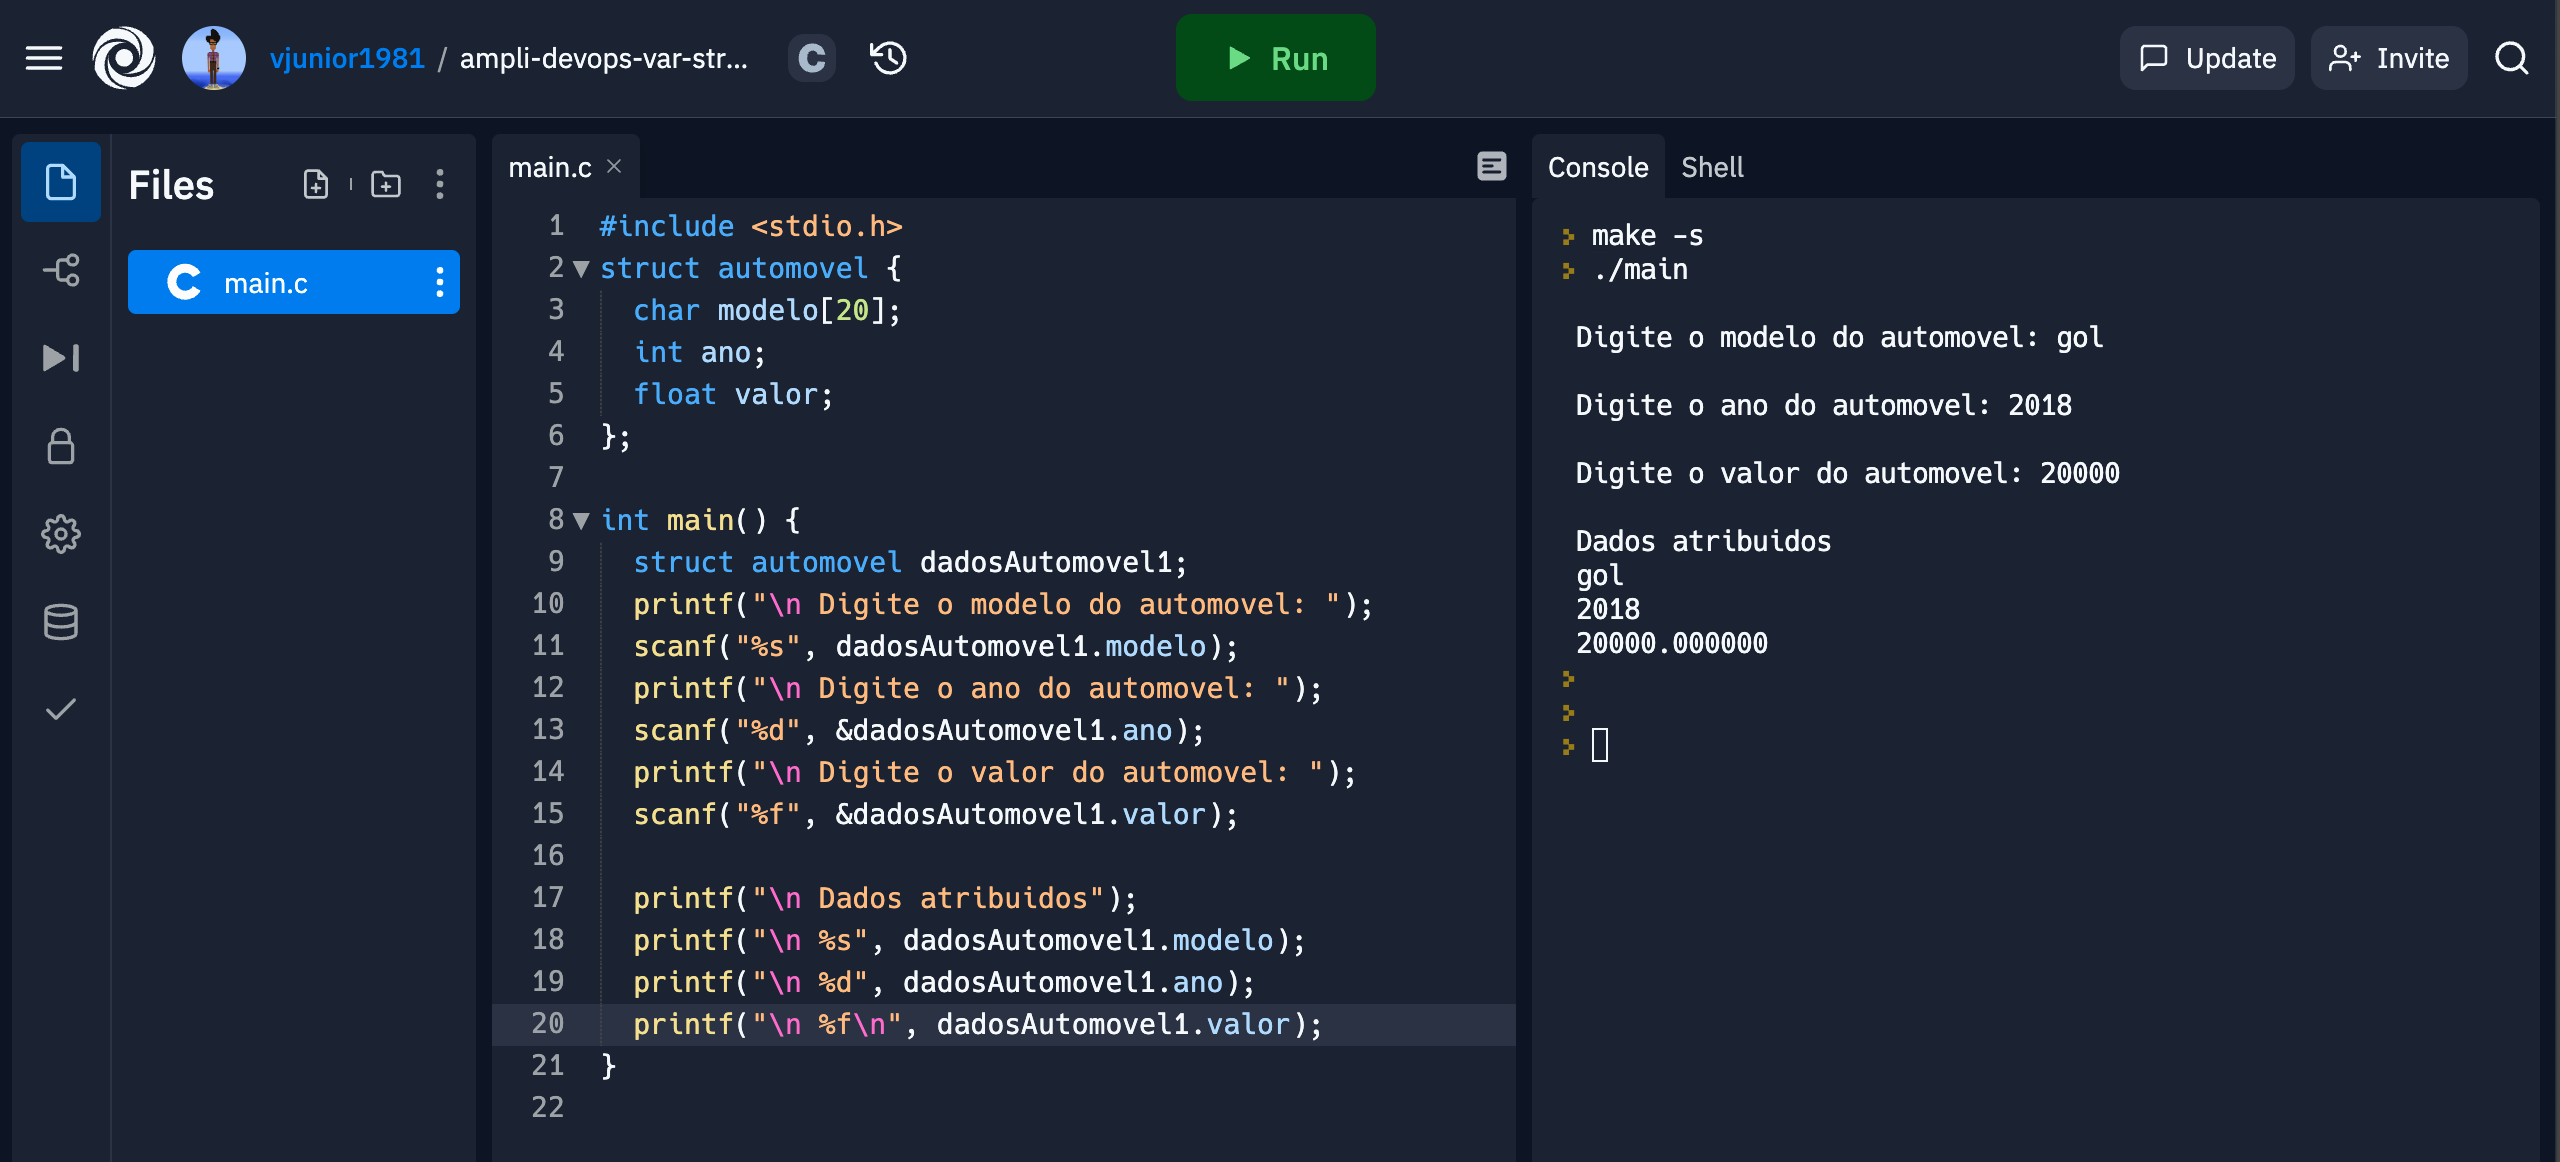 vjunior1981 / ampli-devops-var-str...
C
Run
Update
Invite
Files
main.c
main.c
1 #include <stdio.h>
2 struct automovel {
3 char modelo[20];
4 int ano;
5 float valor;
6 };
7
8 int main() {
9 struct automovel dadosAutomovel1;
10 printf("\n Digite o modelo do automovel: ");
11 scanf("%s", dadosAutomovel1.modelo);
12 printf("\n Digite o ano do automovel: ");
13 scanf("%d", &dadosAutomovel1.ano);
14 printf("\n Digite o valor do automovel: ");
15 scanf("%f", &dadosAutomovel1.valor);
16
17 printf("\n Dados atribuidos");
18 printf("\n %s", dadosAutomovel1.modelo);
19 printf("\n %d", dadosAutomovel1.ano);
20 printf("\n %f\n", dadosAutomovel1.valor);
21 }
22
Console Shell
make -s
./main
Digite o modelo do automovel: gol
Digite o ano do automovel: 2018
Digite o valor do automovel: 20000
Dados atribuidos
gol
2018
20000.000000